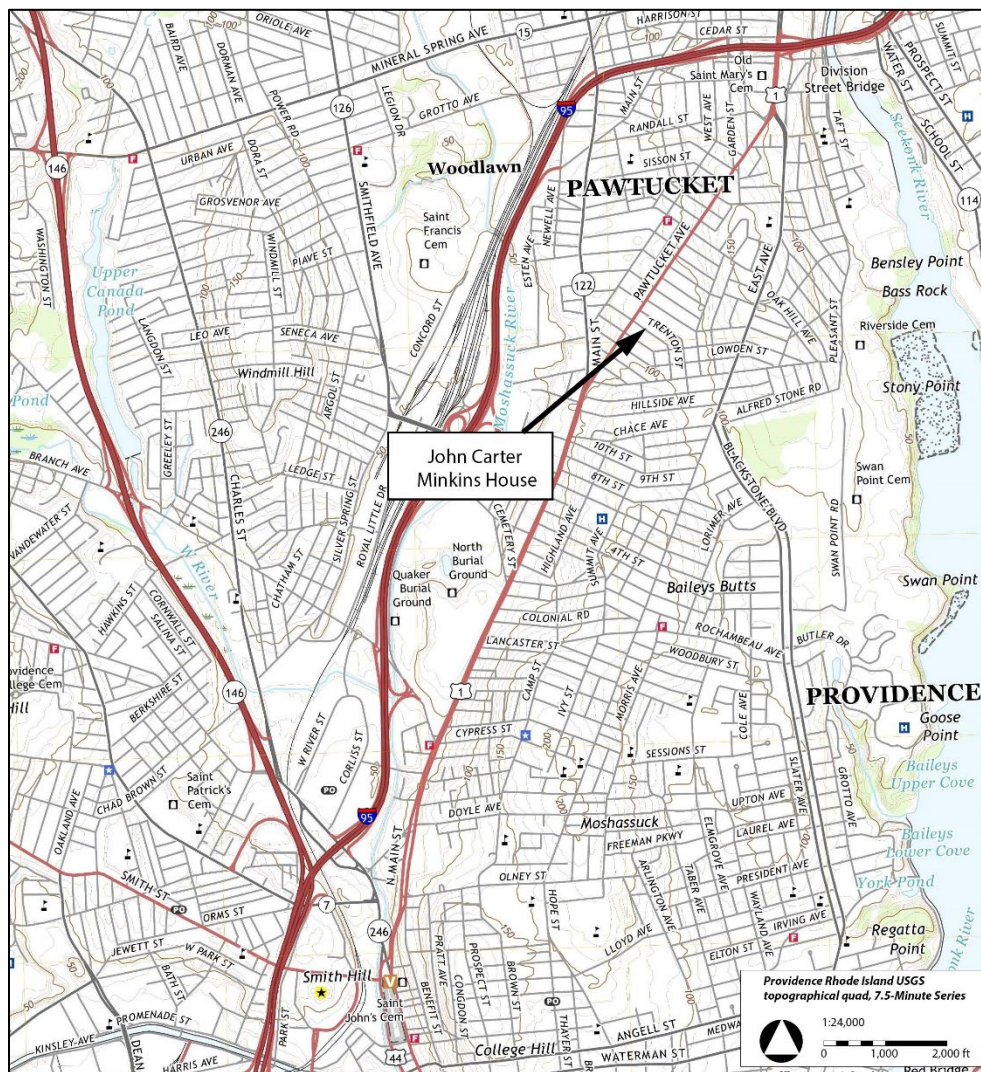 ORIOLE AVE
HARRISON ST
CEDAR ST
BAIRD AVE
DORMAN AVE
MINERAL SPRING AVE
15
Old
Saint Mary's
Cem
WATER ST
PROSPECT ST
SUMMIT ST
Division
Street Bridge
1
126
POWER RD
LEGION DR
GROTTO AVE
95
MAIN ST
RANDALL ST
WEST AVE
GARDEN ST
TAFT ST
SCHOOL ST
Seekonk River
146
URBAN AVE
DORA ST
Woodlawn
SISSON ST
PAWTUCKET
114
GROSVENOR AVE
SMITHFIELD AVE
NEWELL AVE
WASHINGTON ST
Saint
Francis
Cem
PIAVE ST
WINDMILL ST
ESTEN AVE
PAWTUCKET AVE
EAST AVE
Bensley Point
Bass Rock
Upper
Canada
Pond
CONCORD ST
122
OAK HILL AVE
PLEASANT ST
Riverside Cem
LANGDON ST
LEO AVE
SENECA AVE
Moshassuck River
MAIN ST
TRENTON ST
LOWDEN ST
Windmill Hill
ARGOL ST
Stony Point
Pond
246
HILLSIDE AVE
ALFRED STONE RD
GREELEY ST
CHACE AVE
John Carter
Minkins House
BRANCH AVE
LEDGE ST
10TH ST
9TH ST
8TH ST
BLACKSTONE BLVD
Swan
Point Cem
VANDEWATER ST
CHARLES ST
SILVER SPRING ST
ROYAL LITTLE DR
CEMETERY ST
HIGHLAND AVE
SUMMIT AVE
4TH ST
LORIMER AVE
SWAN POINT RD
W River
CHATHAM ST
North
Burial
Ground
Quaker
Burial
Ground
Baileys Butts
Swan Point
HAWKINS ST
CORNWALL ST
SALINA ST
COLONIAL RD
ROCHAMBEAU AVE
BUTLER DR
LANCASTER ST
WOODBURY ST
BERKSHIRE ST
146
1
CAMP ST
IVY ST
MORRIS AVE
COLE AVE
PROVIDENCE
Goose
Point
W RIVER ST
CORLISS ST
CYPRESS ST
SESSIONS ST
SLATER AVE
GROTTO AVE
Baileys
Upper Cove
Saint
Patrick's
Cem
CHAD BROWN ST
OAKLAND AVE
PO
95
DOYLE AVE
UPTON AVE
Moshassuck
LAUREL AVE
FREEMAN PKWY
ELMGROVE AVE
Baileys
Lower Cove
N MAIN ST
SMITH ST
PO
ORMS ST
7
OLNEY ST
PRESIDENT AVE
York Pond
HOPE ST
ARLINGTON AVE
TABER AVE
WAYLAND AVE
IRVING AVE
246
JEWETT ST
W PARK ST
LLOYD AVE
ELTON ST
Regatta
Point
BATH ST
Smith Hill
V
Saint
John's Cem
PRATT AVE
BENEFIT ST
PROSPECT ST
CONGDON ST
BROWN ST
THAYER ST
PO
PROMENADE ST
KINSLEY AVE
DEAN
HARRIS AVE
PARK ST
44
College Hill
ANGELL ST
WATERMAN ST
Providence Rhode Island USGS
topographical quad, 7.5-Minute Series
1:24,000
0 1,000 2,000 ft
Red Bridge